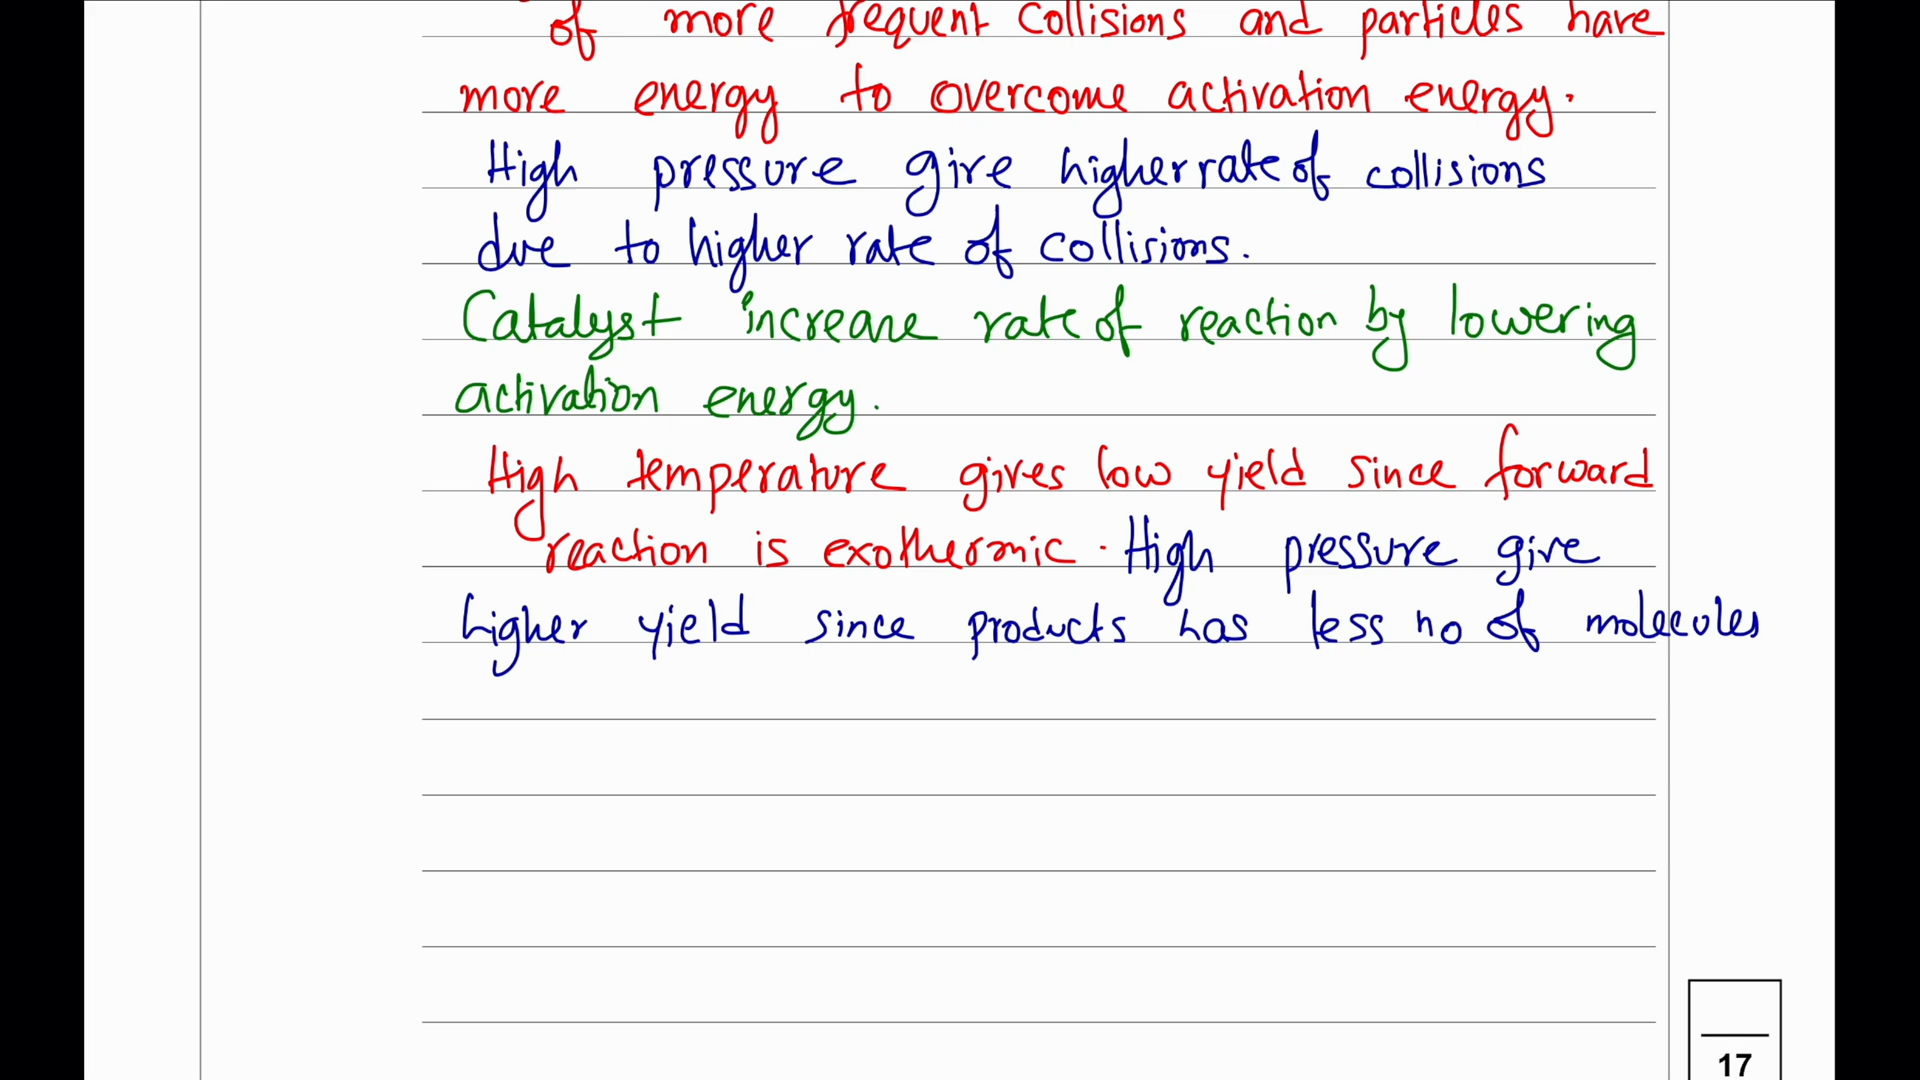 of more frequent collisions and particles have
more energy to overcome activation energy.
High pressure give higher rate of collisions
due to higher rate of collisions.
Catalyst increase rate of reaction by lowering
activation energy.
High temperature gives low yield since forward
reaction is exothermic. High pressure give
higher yield since products has less no of molecules
17